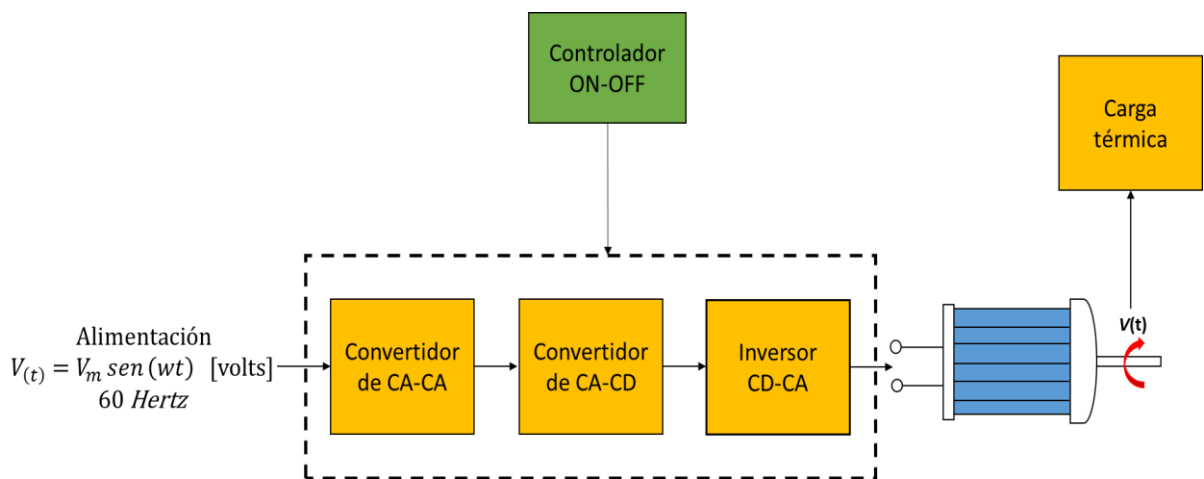 Controlador
ON-OFF
Carga
térmica
Alimentación
V(t) = Vm sen (wt) [volts]
60 Hertz
Convertidor
de CA-CA
Convertidor
de CA-CD
Inversor
CD-CA
V(t)